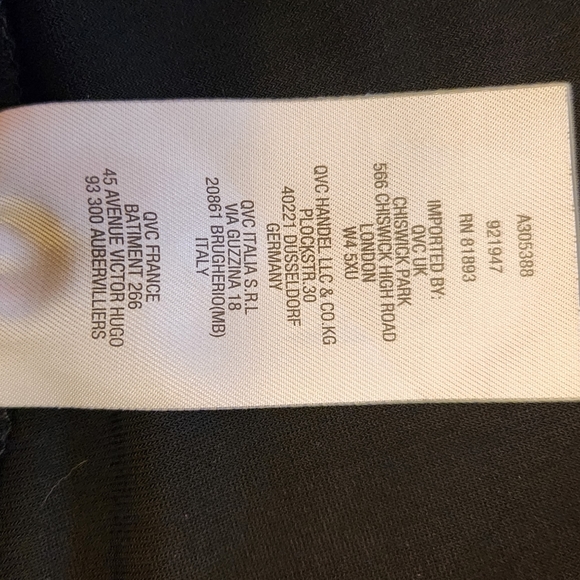 A305388
921947
RN 81893
IMPORTED BY:
QVC UK
CHISWICK PARK
566 CHISWICK HIGH ROAD
LONDON
W4 5XU
QVC HANDEL LLC & CO.KG
PLOCKSTR.30
40221 DUSSELDORF
GERMANY
QVC ITALIA S.R.L
VIA GUZZINA 18
20861 BRUGHERIO(MB)
ITALY
QVC FRANCE
BATIMENT 266
45 AVENUE VICTOR HUGO
93 300 AUBERVILLIERS